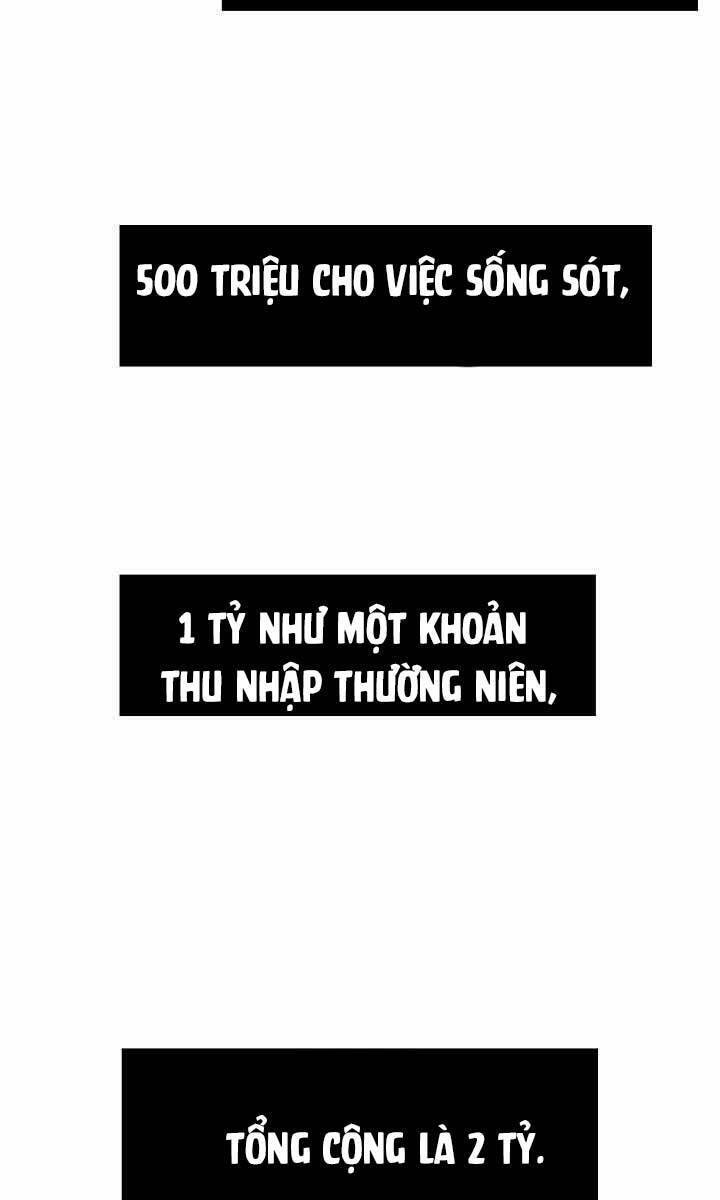 500 TRIỆU CHO VIỆC SỐNG SÓT,
1 TỶ NHƯ MỘT KHOẢN
THU NHẬP THƯỜNG NIÊN,
TỔNG CỘNG LÀ 2 TỶ.